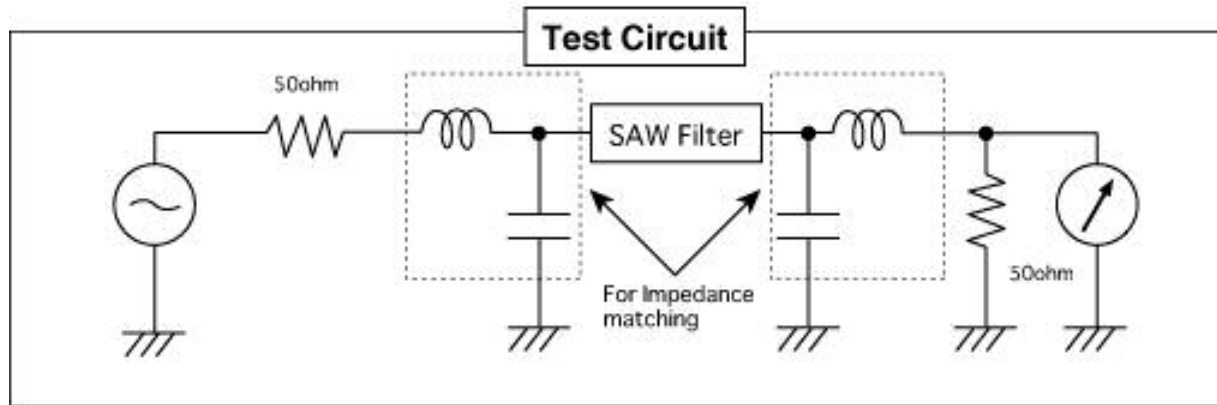 Test Circuit
50ohm
SAW Filter
For Impedance
matching
50ohm